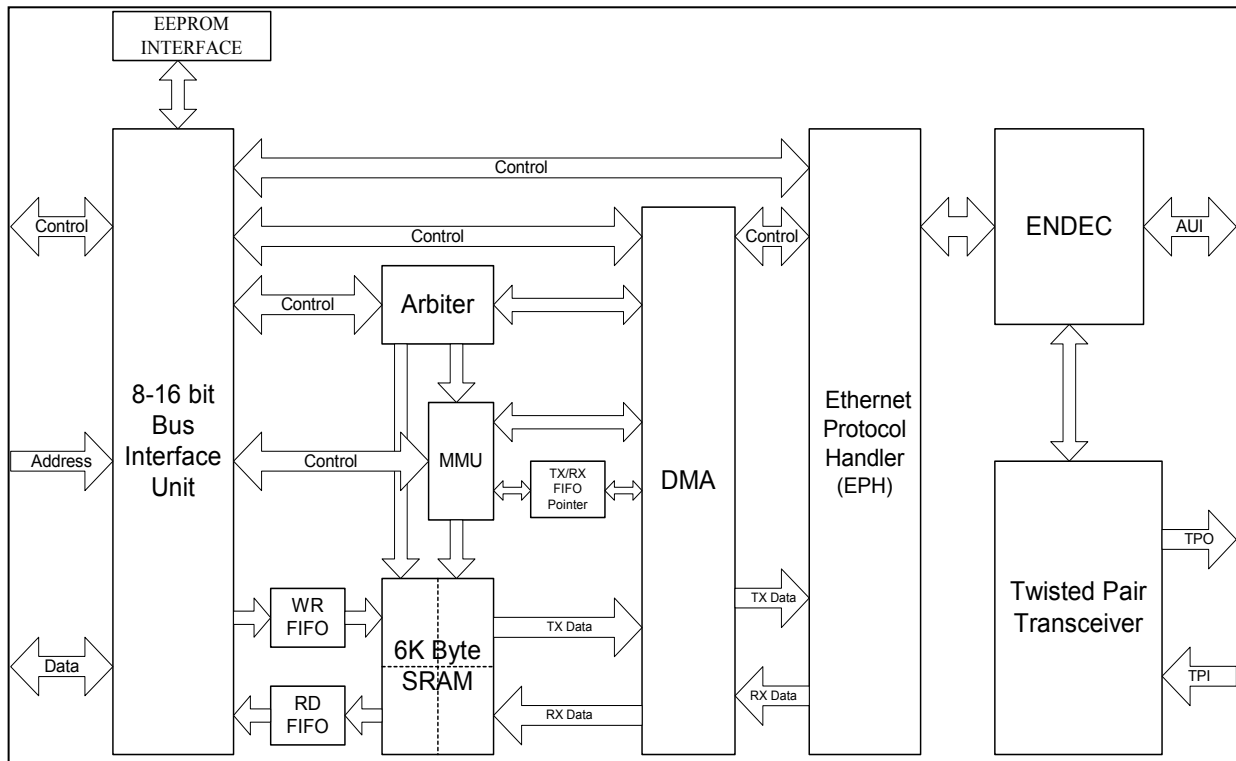 EEPROM
INTERFACE
Control
Control
Control
Control
AUI
ENDEC
Control
Arbiter
8-16 bit
Bus
Interface
Unit
Address
Control
MMU
TX/RX
FIFO
Pointer
DMA
Ethernet
Protocol
Handler
(EPH)
TPO
WR
FIFO
TX Data
TX Data
Twisted Pair
Transceiver
Data
6K Byte
SRAM
TPI
RD
FIFO
RX Data
RX Data